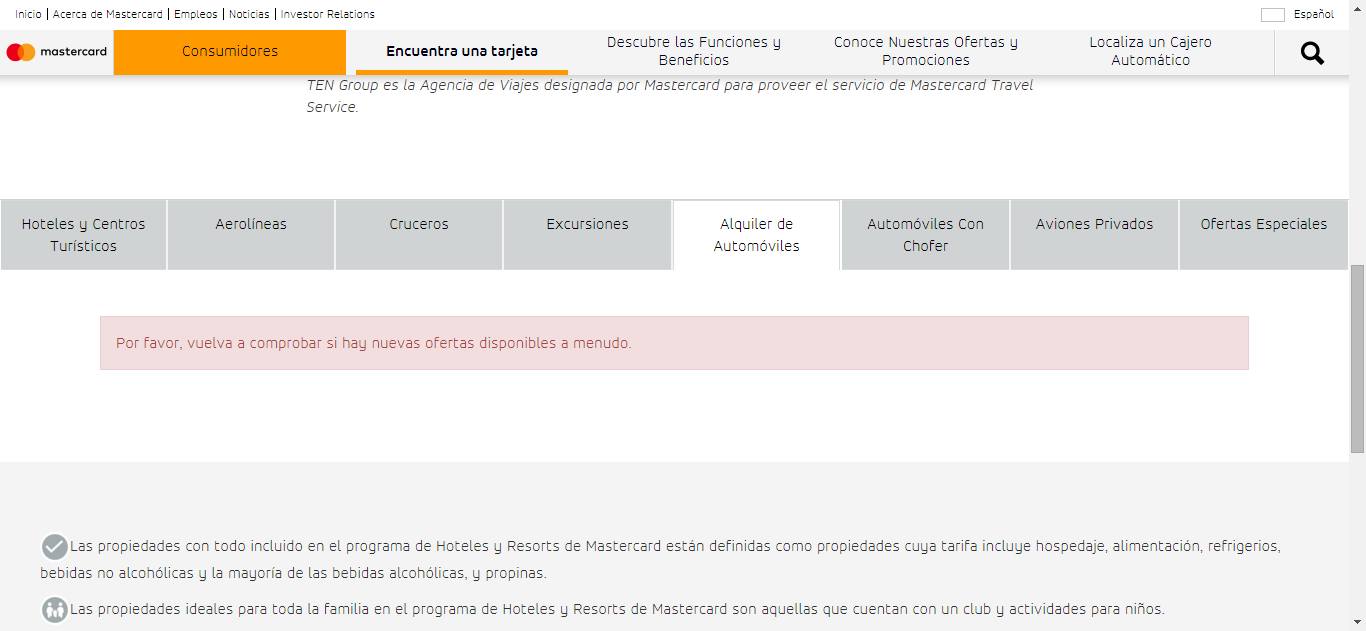 Inicio | Acerca de Mastercard | Empleos | Noticias | Investor Relations
Español
mastercard
Consumidores
Encuentra una tarjeta
Descubre las Funciones y
Beneficios
Conoce Nuestras Ofertas y
Promociones
Localiza un Cajero
Automático
TEN Group es la Agencia de Viajes designada por Mastercard para proveer el servicio de Mastercard Travel
Service.
Hoteles y Centros
Turísticos
Aerolíneas
Cruceros
Excursiones
Alquiler de
Automóviles
Automóviles Con
Chofer
Aviones Privados
Ofertas Especiales
Por favor, vuelva a comprobar si hay nuevas ofertas disponibles a menudo.
Las propiedades con todo incluido en el programa de Hoteles y Resorts de Mastercard están definidas como propiedades cuya tarifa incluye hospedaje, alimentación, refrigerios,
bebidas no alcohólicas y la mayoría de las bebidas alcohólicas, y propinas.
Las propiedades ideales para toda la familia en el programa de Hoteles y Resorts de Mastercard son aquellas que cuentan con un club y actividades para niños.